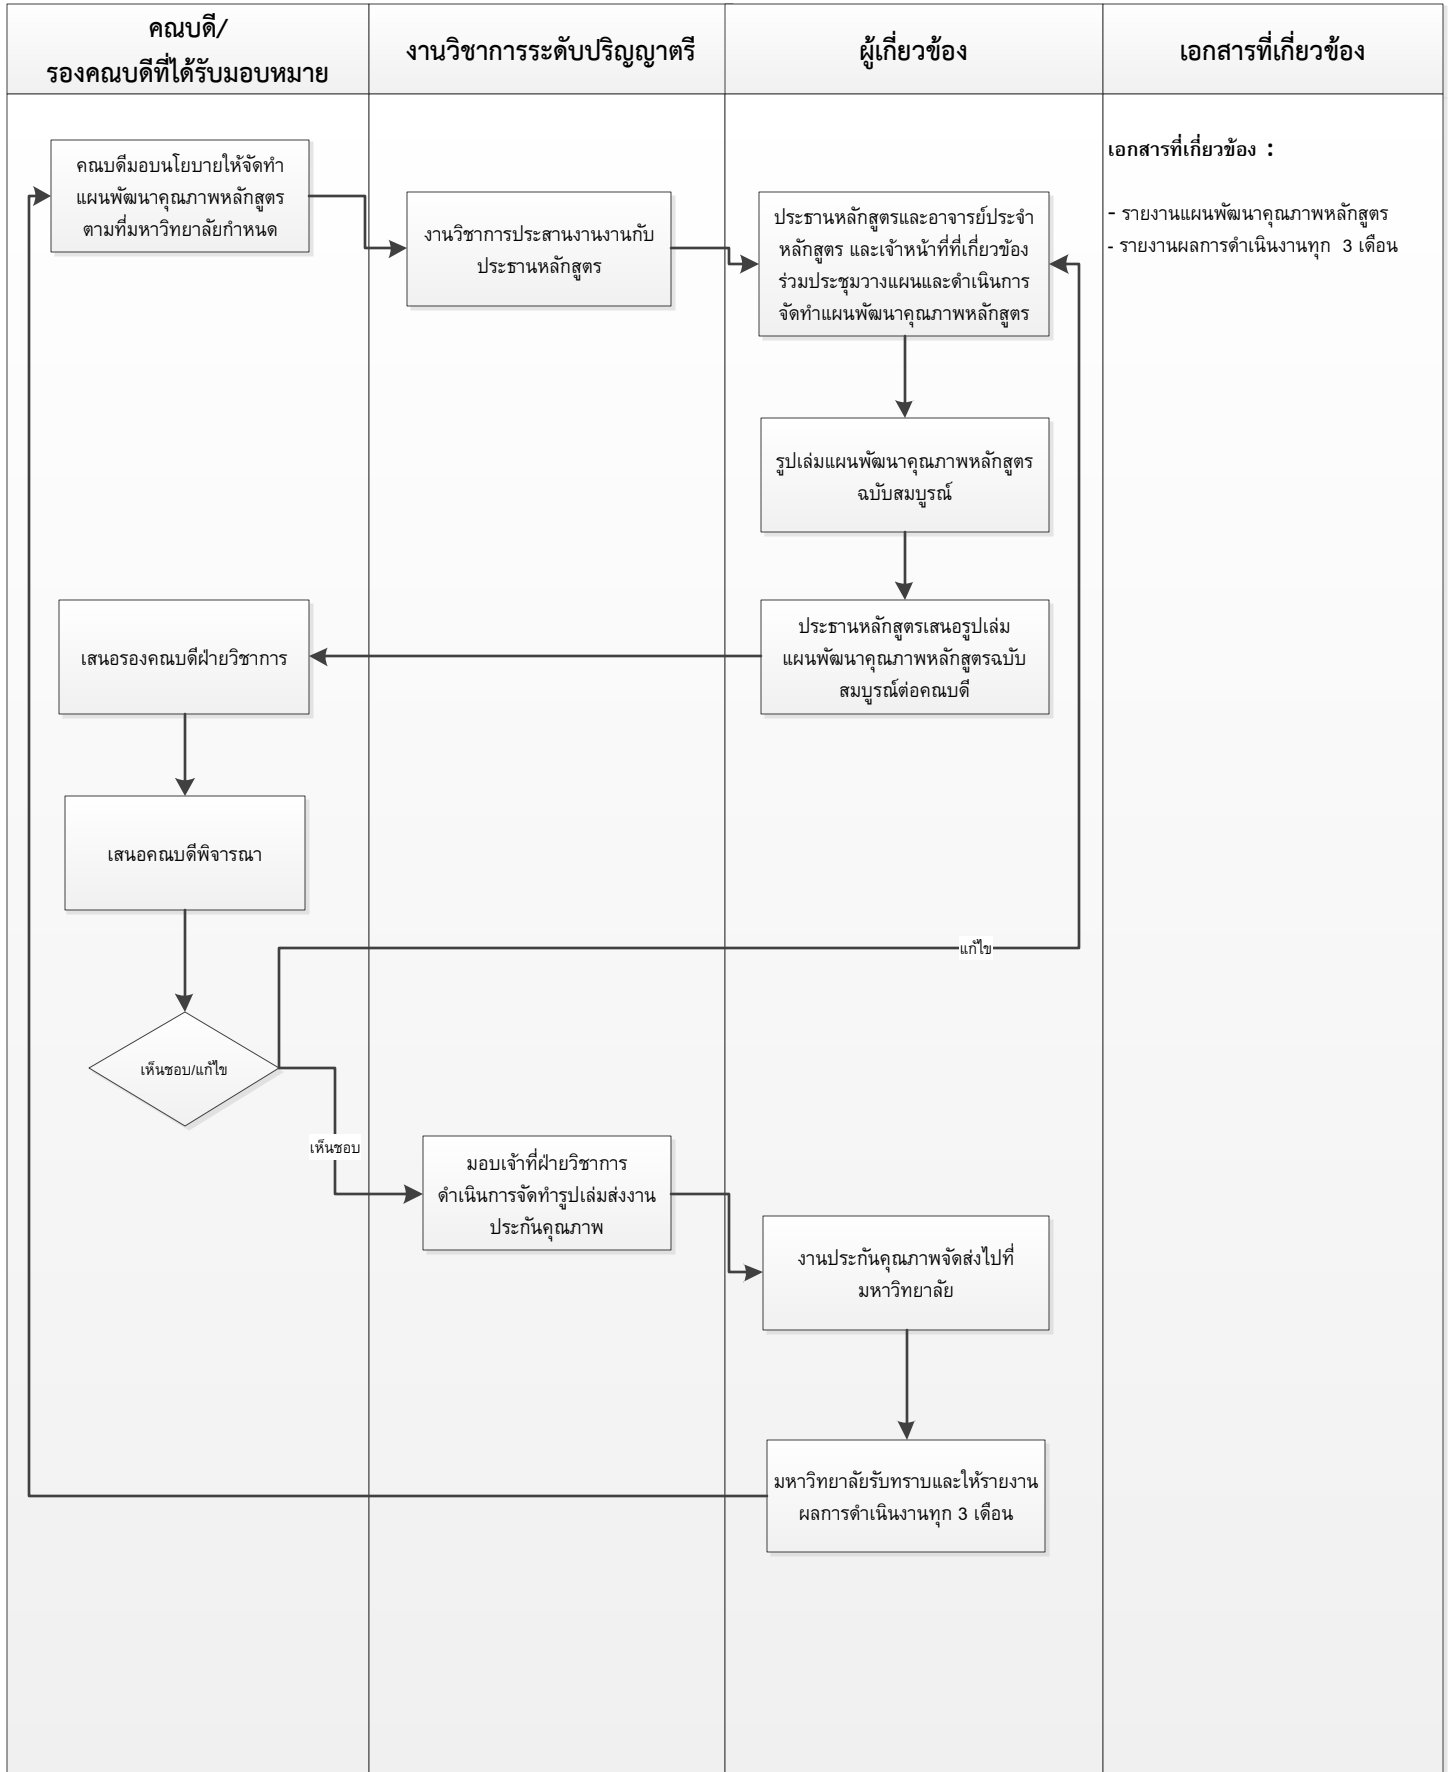 คณบดี/
รองคณบดีที่ได้รับมอบหมาย
งานวิชาการระดับปริญญาตรี
ผู้เกี่ยวข้อง
เอกสารที่เกี่ยวข้อง
คณบดีมอบนโยบายให้จัดทำ
แผนพัฒนาคุณภาพหลักสูตร
ตามที่มหาวิทยาลัยกำหนด
งานวิชาการประสานงานงานกับ
ประธานหลักสูตร
ประธานหลักสูตรและอาจารย์ประจำ
หลักสูตร และเจ้าหน้าที่ที่เกี่ยวข้อง
ร่วมประชุมวางแผนและดำเนินการ
จัดทำแผนพัฒนาคุณภาพหลักสูตร
เอกสารที่เกี่ยวข้อง :
- รายงานแผนพัฒนาคุณภาพหลักสูตร
- รายงานผลการดำเนินงานทุก 3 เดือน
รูปเล่มแผนพัฒนาคุณภาพหลักสูตร
ฉบับสมบูรณ์
ประธานหลักสูตรเสนอรูปเล่ม
แผนพัฒนาคุณภาพหลักสูตรฉบับ
สมบูรณ์ต่อคณบดี
เสนอรองคณบดีฝ่ายวิชาการ
เสนอคณบดีพิจารณา
แก้ไข
เห็นชอบ/แก้ไข
เห็นชอบ
มอบเจ้าที่ฝ่ายวิชาการ
ดำเนินการจัดทำรูปเล่มส่งงาน
ประกันคุณภาพ
งานประกันคุณภาพจัดส่งไปที่
มหาวิทยาลัย
มหาวิทยาลัยรับทราบและให้รายงาน
ผลการดำเนินงานทุก 3 เดือน